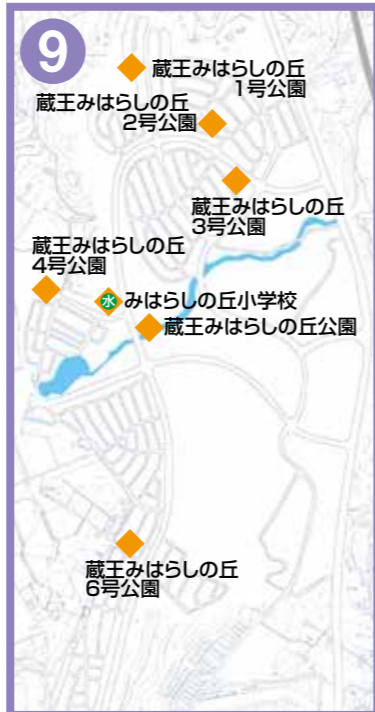 9
蔵王みはらしの丘
1号公園
蔵王みはらしの丘
2号公園
蔵王みはらしの丘
3号公園
蔵王みはらしの丘
4号公園
水 みはらしの丘小学校
蔵王みはらしの丘公園
蔵王みはらしの丘
6号公園